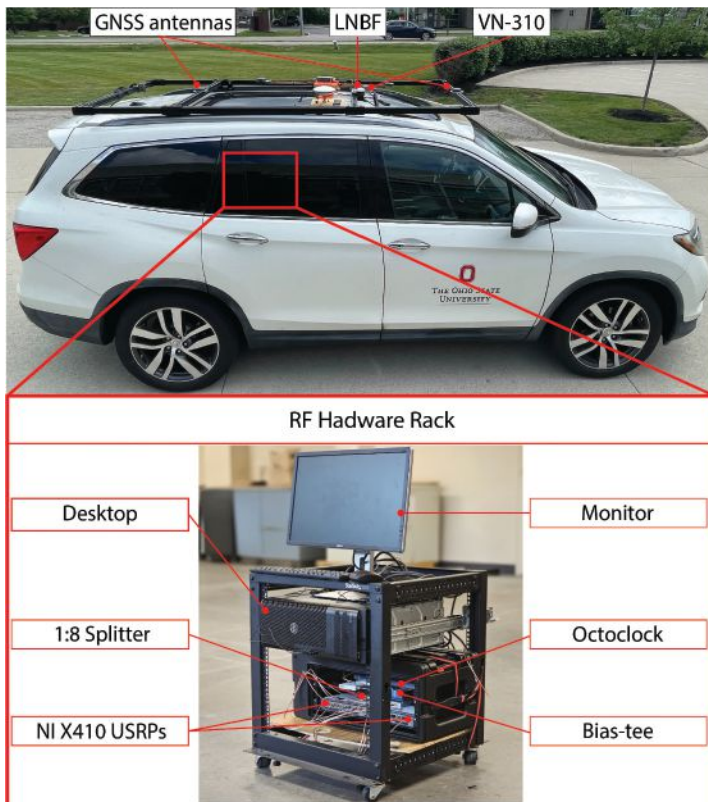 GNSS antennas LNBF VN-310
O
THE OHIO STATE
UNIVERSITY
RF Hadware Rack
Desktop Monitor
1:8 Splitter Octoclock
NI X410 USRPs Bias-tee